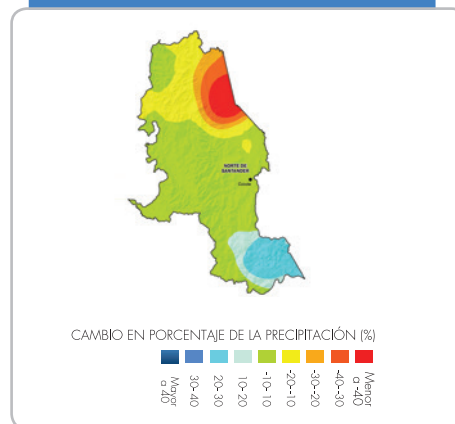 NORTE DE
SANTANDER
Cúcuta
CAMBIO EN PORCENTAJE DE LA PRECIPITACIÓN (%)
Mayor
a 40
30- 40
20- 30
10- 20
-10- 10
-20--10
-30--20
-40--30
Menor
a -40